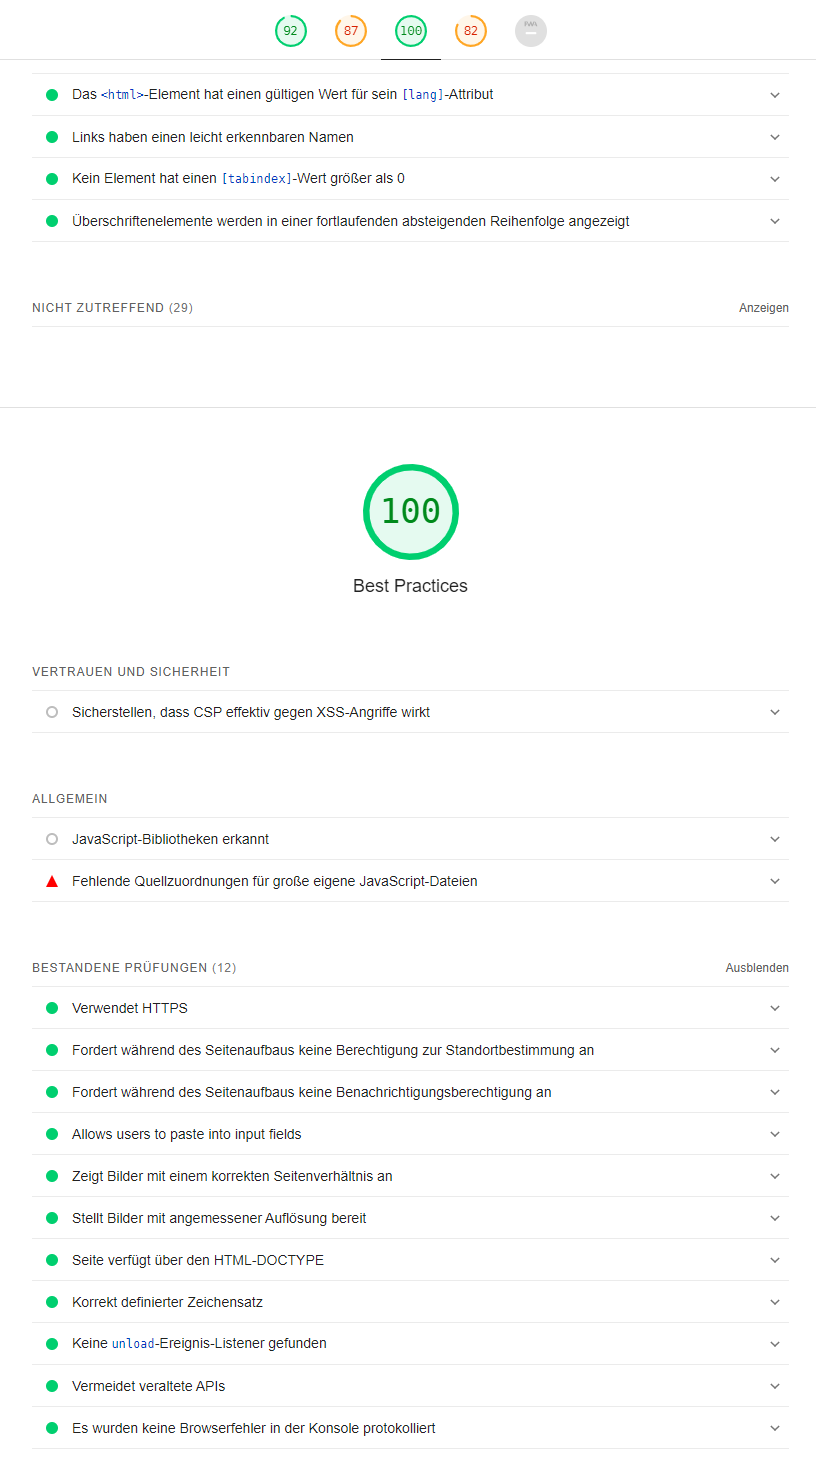 92 87 100 82 PWA
Das <html>-Element hat einen gültigen Wert für sein [lang]-Attribut
Links haben einen leicht erkennbaren Namen
Kein Element hat einen [tabindex]-Wert größer als 0
Überschriftenelemente werden in einer fortlaufenden absteigenden Reihenfolge angezeigt
NICHT ZUTREFFEND (29) Anzeigen
100
Best Practices
VERTRAUEN UND SICHERHEIT
Sicherstellen, dass CSP effektiv gegen XSS-Angriffe wirkt
ALLGEMEIN
JavaScript-Bibliotheken erkannt
Fehlende Quellzuordnungen für große eigene JavaScript-Dateien
BESTANDENE PRÜFUNGEN (12) Ausblenden
Verwendet HTTPS
Fordert während des Seitenaufbaus keine Berechtigung zur Standortbestimmung an
Fordert während des Seitenaufbaus keine Benachrichtigungsberechtigung an
Allows users to paste into input fields
Zeigt Bilder mit einem korrekten Seitenverhältnis an
Stellt Bilder mit angemessener Auflösung bereit
Seite verfügt über den HTML-DOCTYPE
Korrekt definierter Zeichensatz
Keine unload-Ereignis-Listener gefunden
Vermeidet veraltete APIs
Es wurden keine Browserfehler in der Konsole protokolliert